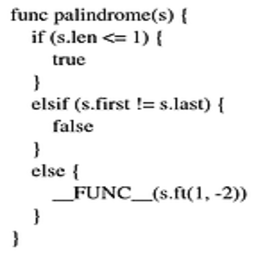 func palindrome(s) {
    if (s.len <= 1) {
        true
    }
    elsif (s.first != s.last) {
        false
    }
    else {
        __FUNC__(s.ft(1, -2))
    }
}